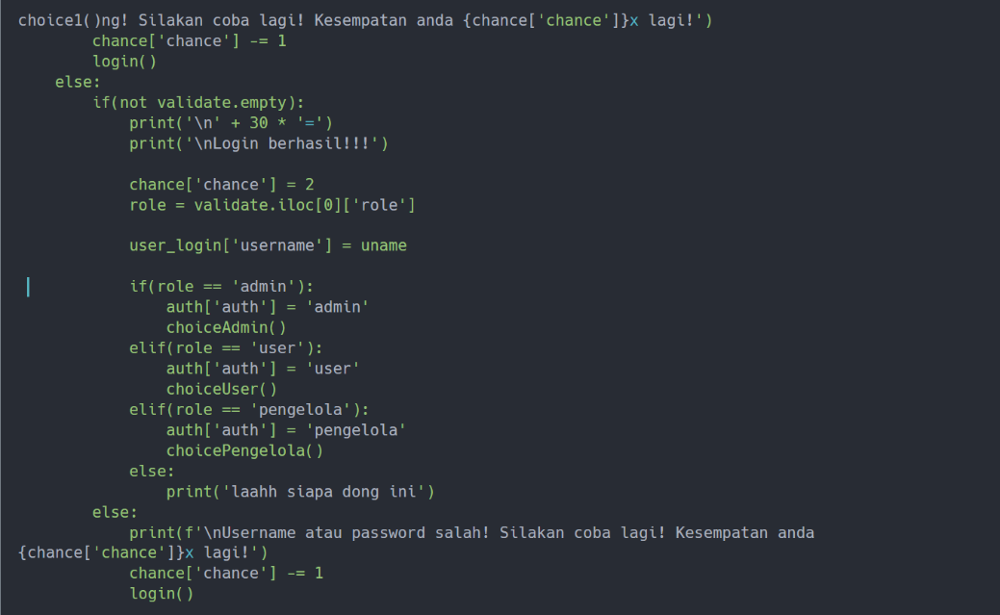 choice1()ng! Silakan coba lagi! Kesempatan anda {chance['chance']}x lagi!')
        chance['chance'] -= 1
        login()
    else:
        if(not validate.empty):
            print('\n' + 30 * '=')
            print('\nLogin berhasil!!!')

            chance['chance'] = 2
            role = validate.iloc[0]['role']

            user_login['username'] = uname

            if(role == 'admin'):
                auth['auth'] = 'admin'
                choiceAdmin()
            elif(role == 'user'):
                auth['auth'] = 'user'
                choiceUser()
            elif(role == 'pengelola'):
                auth['auth'] = 'pengelola'
                choicePengelola()
            else:
                print('laahh siapa dong ini')
        else:
            print(f'\nUsername atau password salah! Silakan coba lagi! Kesempatan anda
{chance['chance']}x lagi!')
            chance['chance'] -= 1
            login()